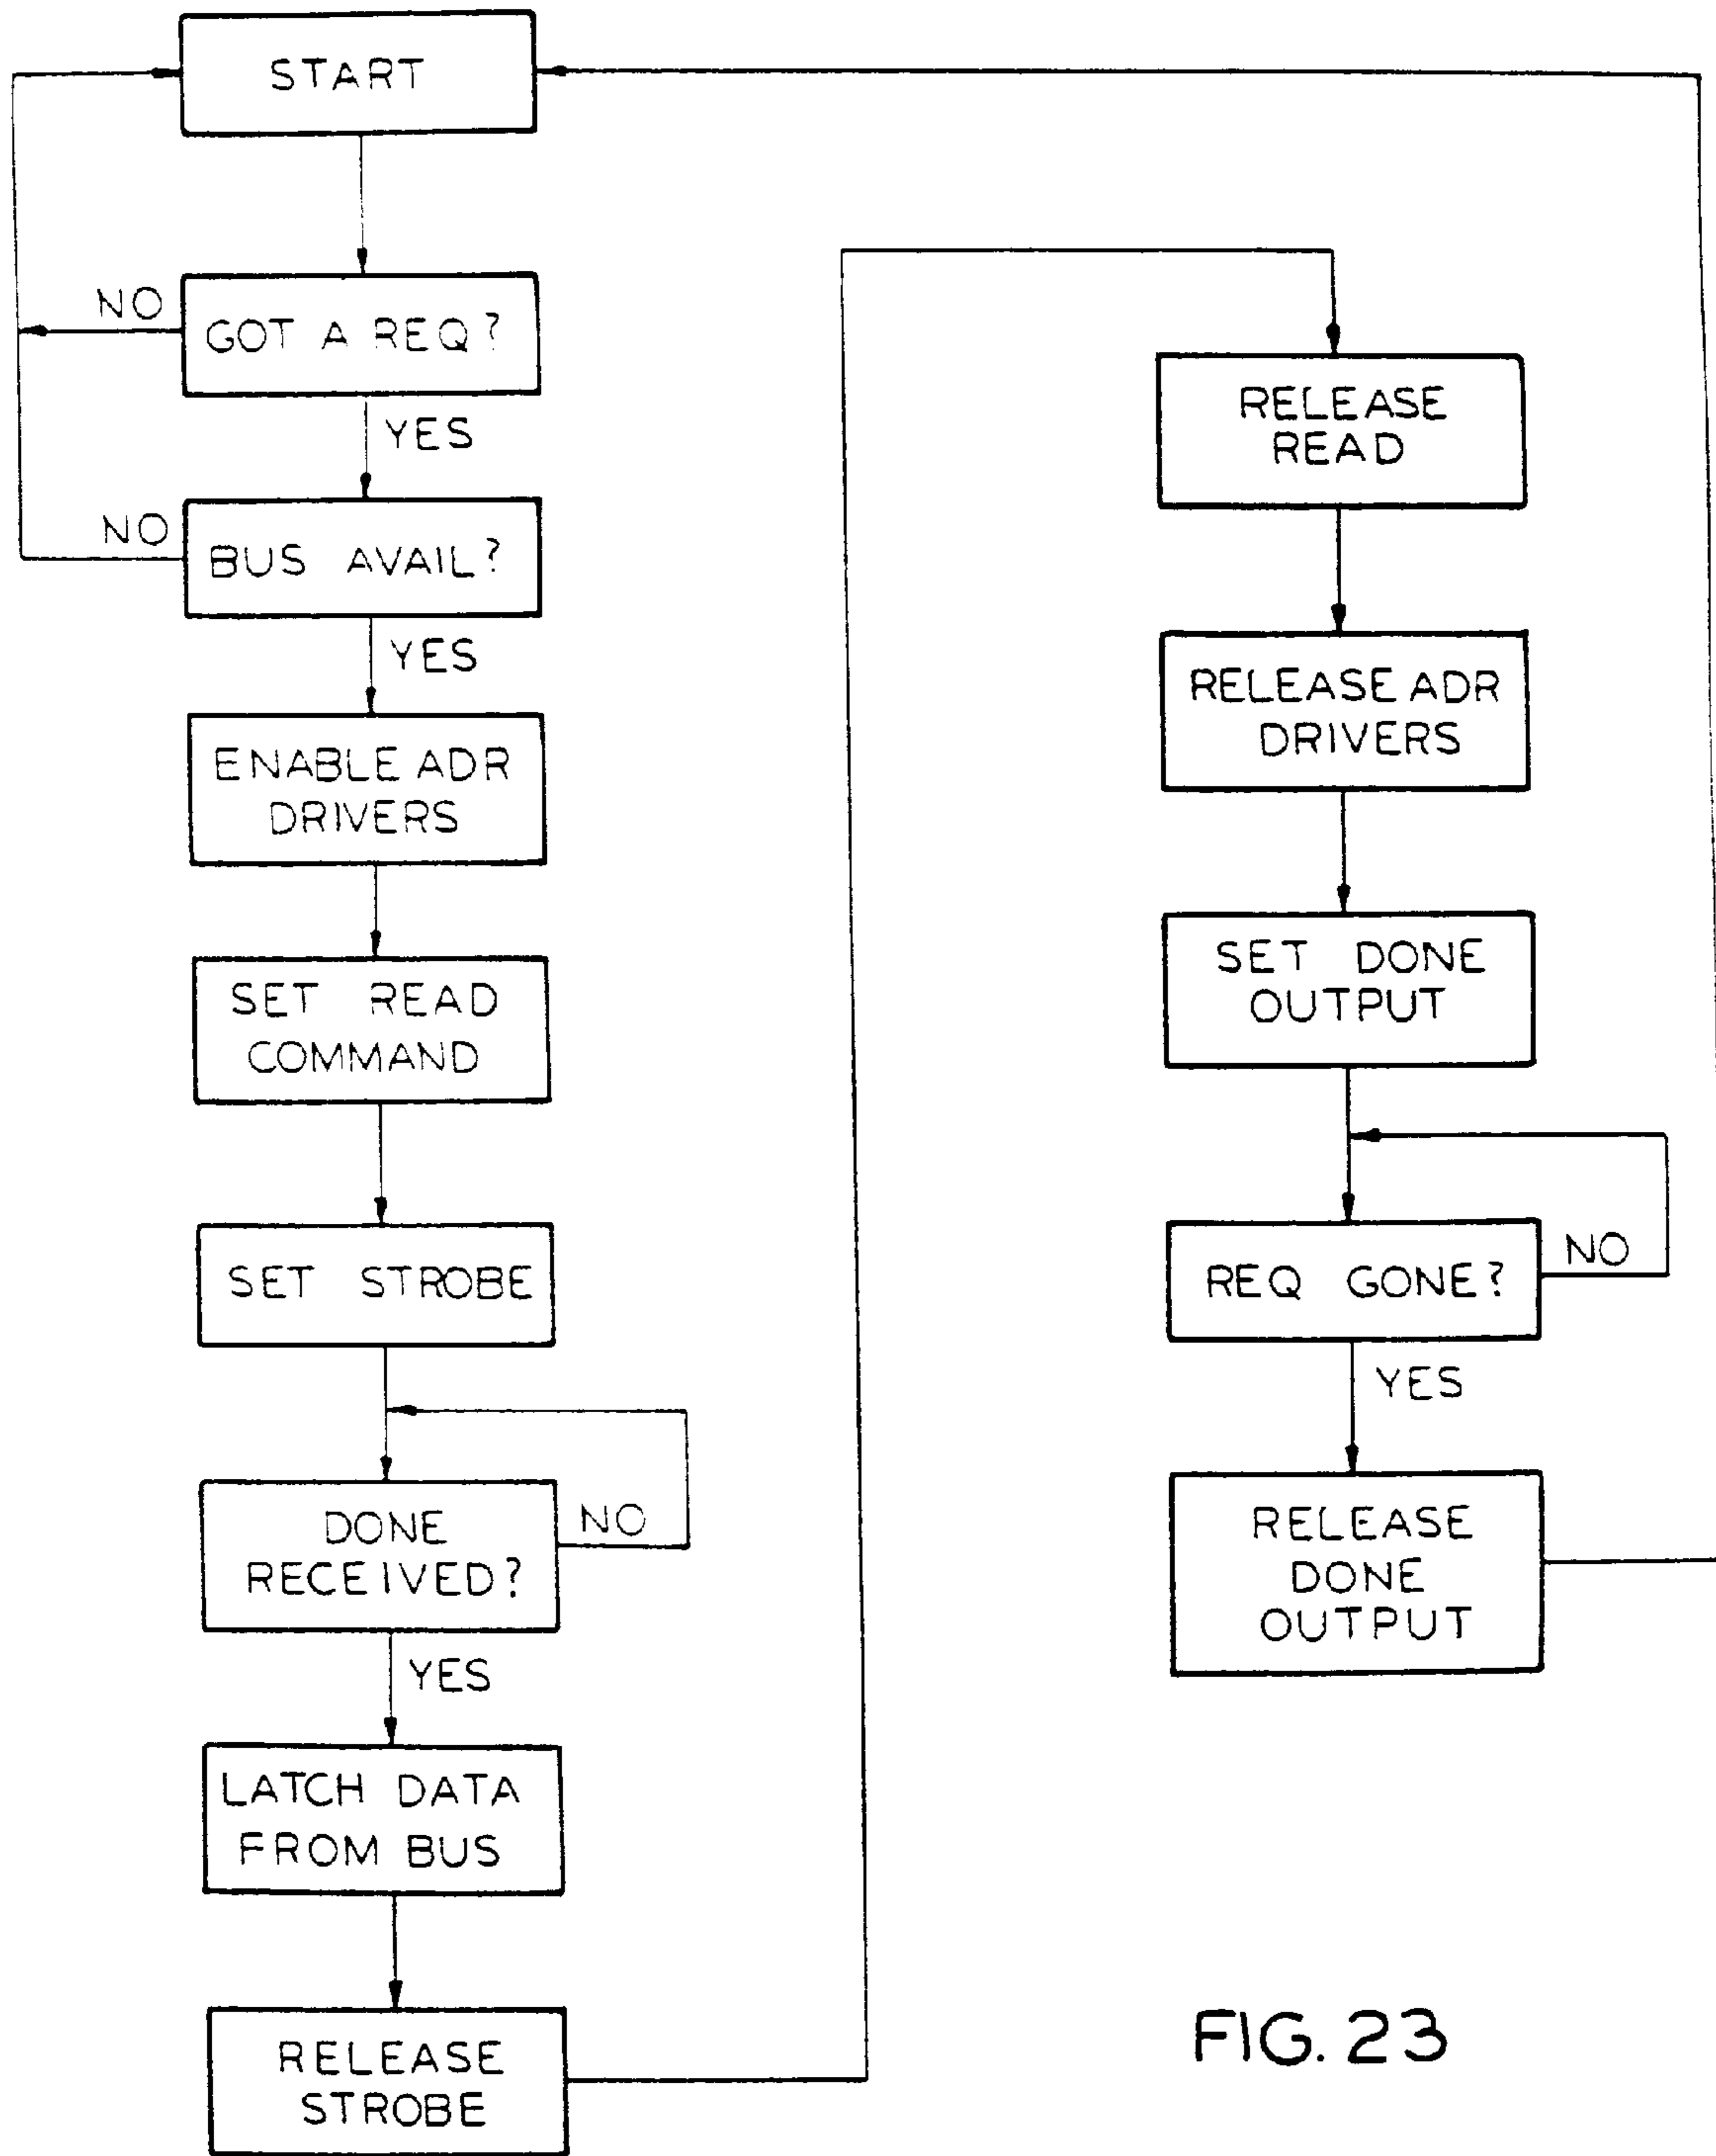 START
NO
GOT A REQ?
YES
NO
BUS AVAIL?
YES
ENABLE ADR
DRIVERS
SET READ
COMMAND
SET STROBE
DONE
RECEIVED?
NO
YES
LATCH DATA
FROM BUS
RELEASE
STROBE
RELEASE
READ
RELEASE ADR
DRIVERS
SET DONE
OUTPUT
REQ GONE?
NO
YES
RELEASE
DONE
OUTPUT
FIG. 23